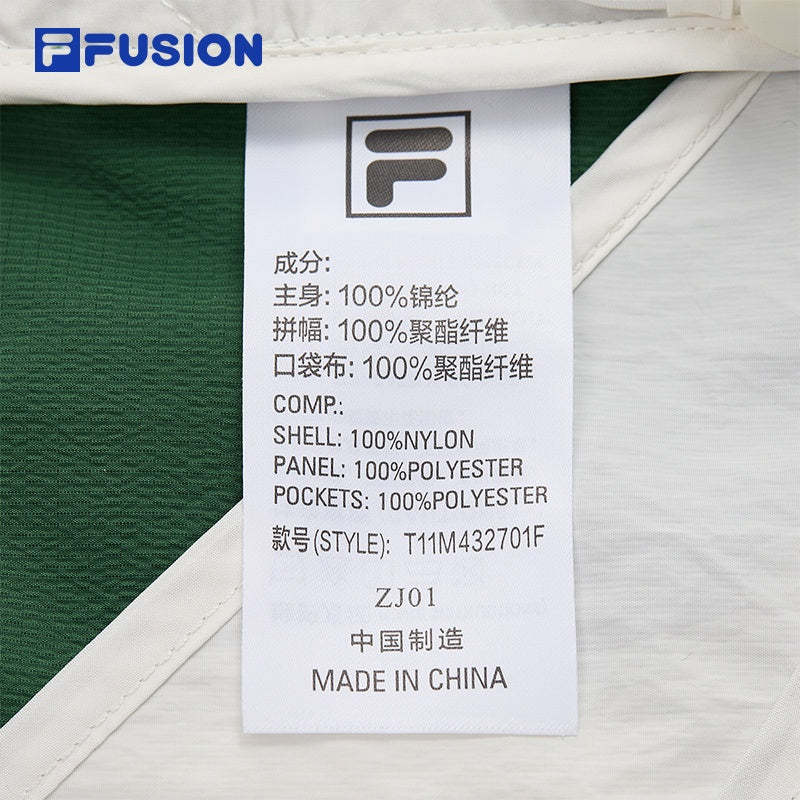 FUSION
F
成分:
主身: 100%锦纶
拼幅: 100%聚酯纤维
口袋布: 100%聚酯纤维
COMP.:
SHELL: 100%NYLON
PANEL: 100%POLYESTER
POCKETS: 100%POLYESTER
款号(STYLE): T11M432701F
ZJ01
中国制造
MADE IN CHINA